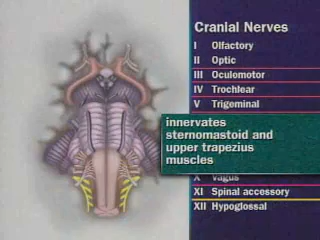 Cranial Nerves
I Olfactory
II Optic
III Oculomotor
IV Trochlear
V Trigeminal
innervates
sternomastoid and
upper trapezius
muscles
X Vagus
XI Spinal accessory
XII Hypoglossal